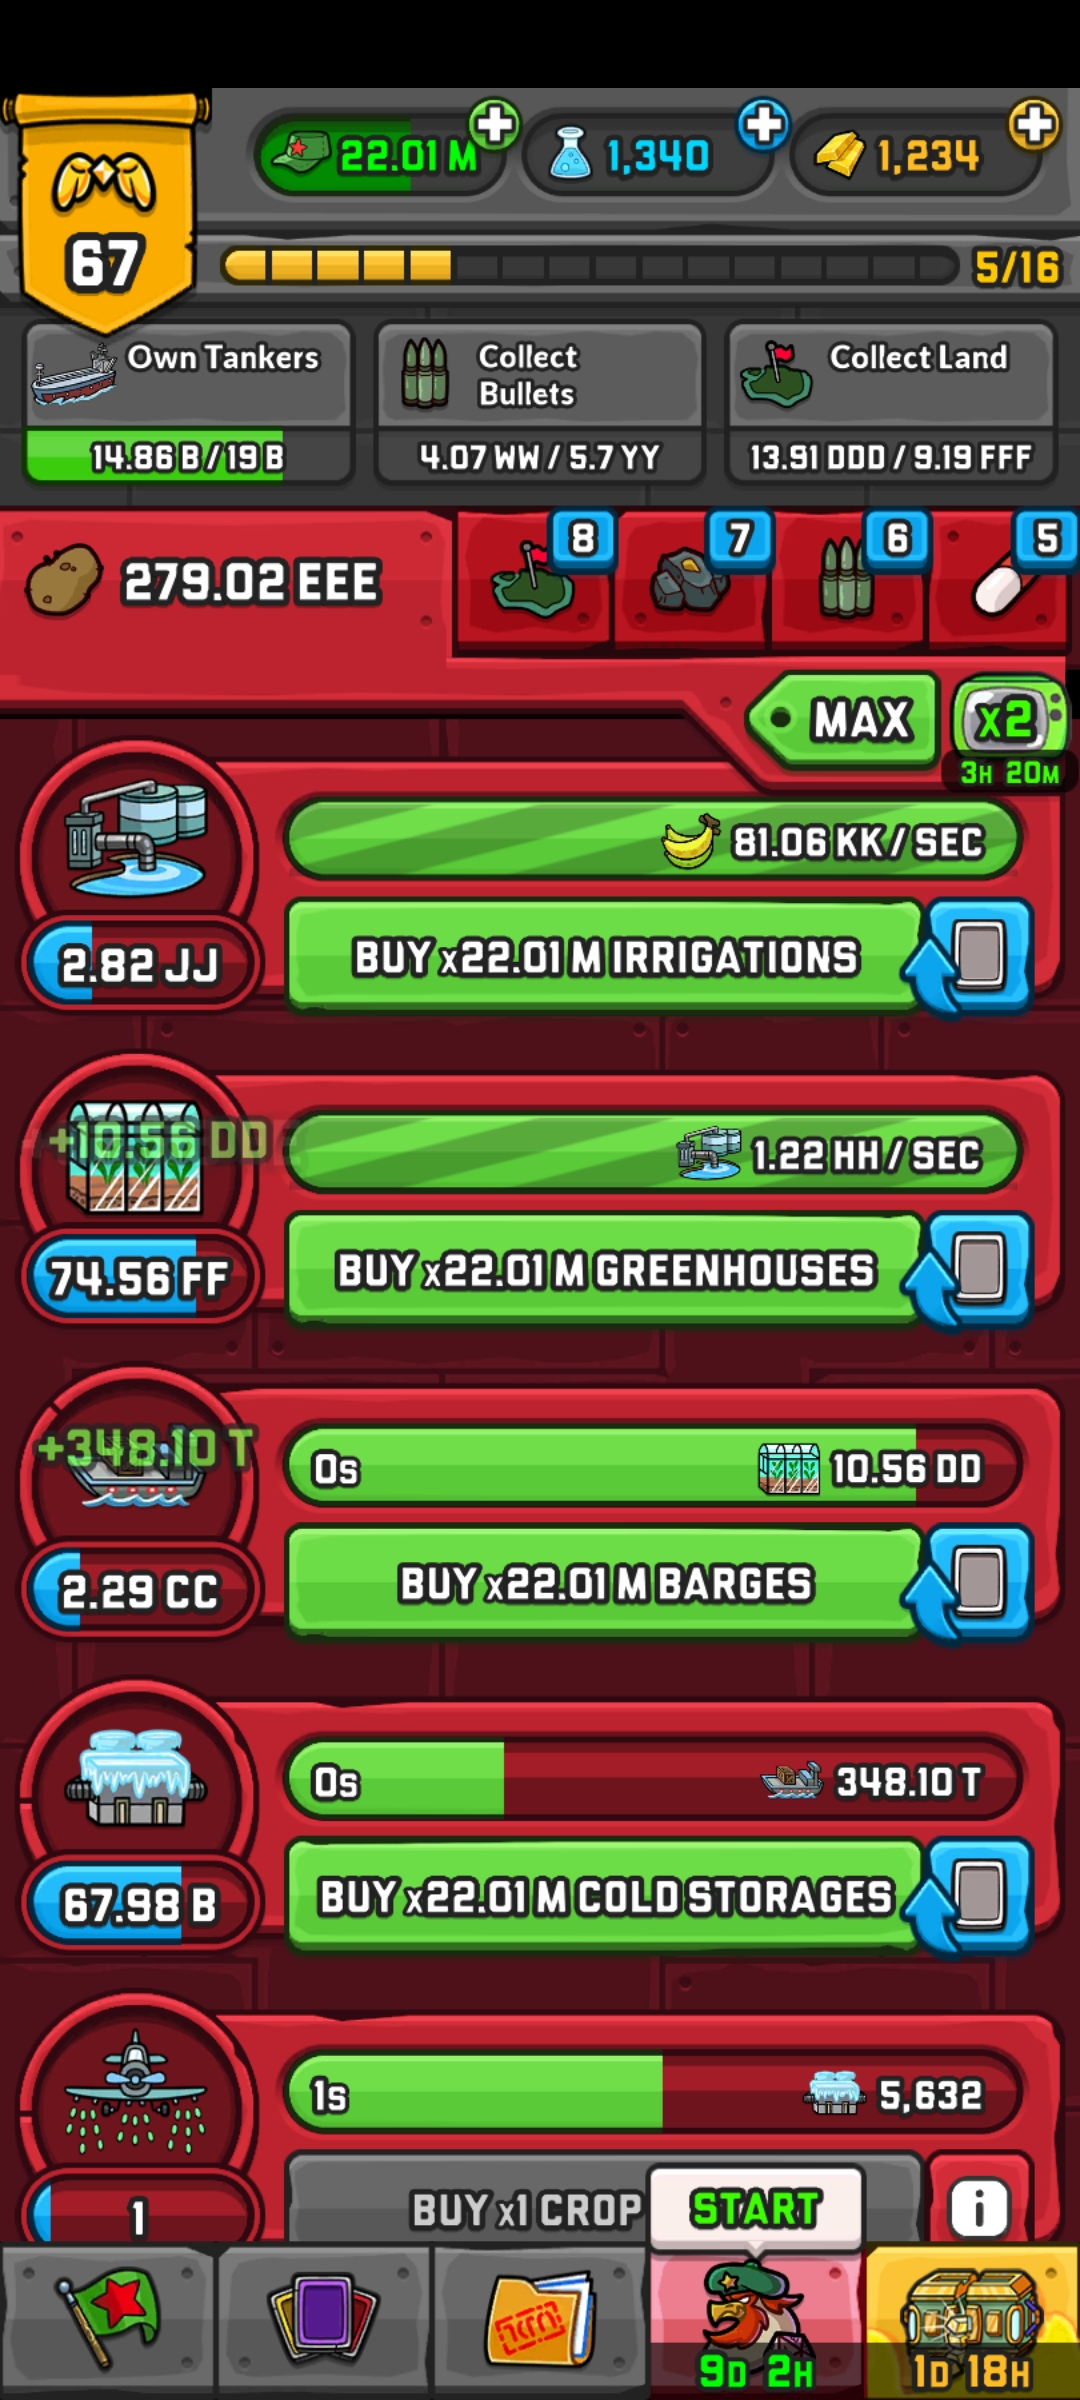 22.01 M
1,340
1,234
67
5/16
Own Tankers
14.86 B / 19 B
Collect
Bullets
4.07 WW / 5.7 YY
Collect Land
13.91 DDD / 9.19 FFF
279.02 EEE
8
7
6
5
MAX
x2
3H 20M
81.06 KK / SEC
2.82 JJ
BUY x22.01 M IRRIGATIONS
+10.56 DD
1.22 HH / SEC
74.56 FF
BUY x22.01 M GREENHOUSES
+348.10 T
0s
10.56 DD
2.29 CC
BUY x22.01 M BARGES
0s
348.10 T
67.98 B
BUY x22.01 M COLD STORAGES
1s
5,632
1
BUY x1 CROP
START
i
9D 2H
1D 18H